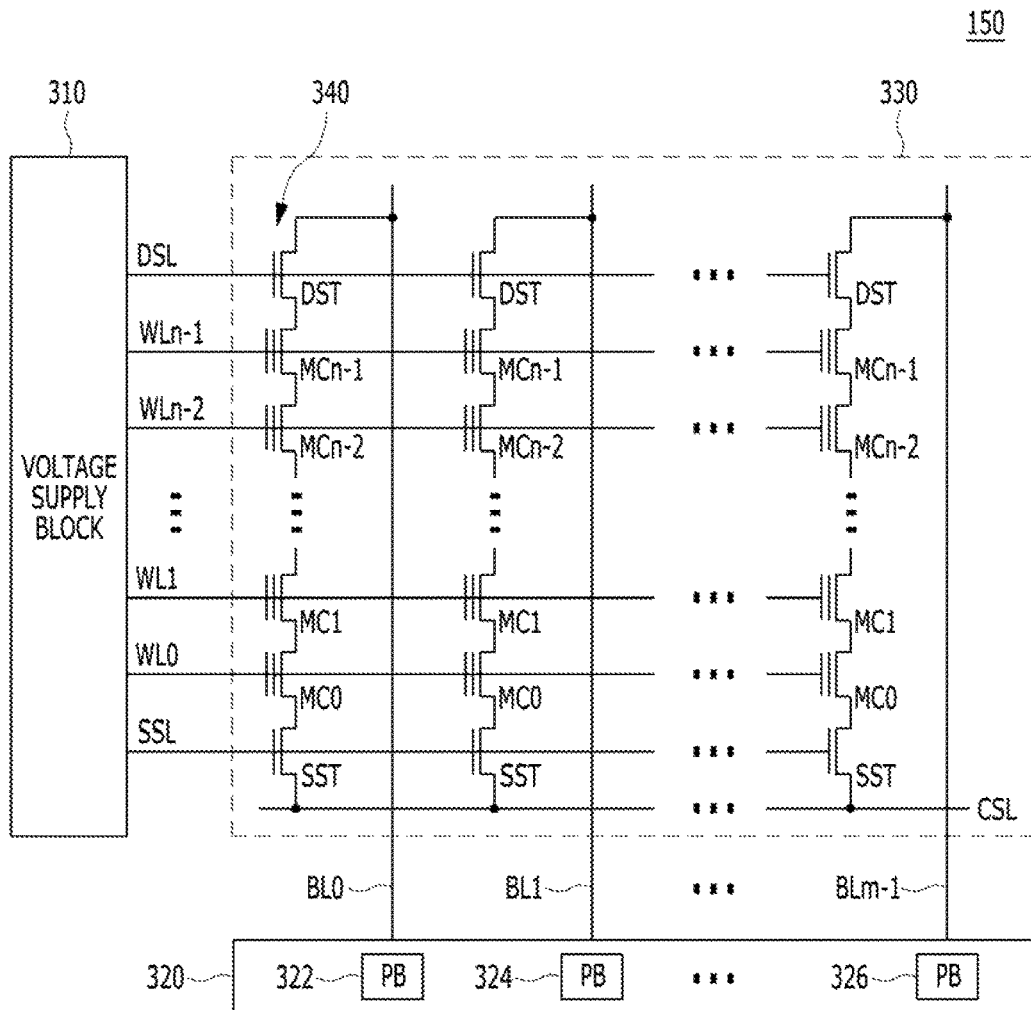 150
310 340 330
DSL
DST DST DST
WLn-1
MCn-1 MCn-1 MCn-1
WLn-2
MCn-2 MCn-2 MCn-2
VOLTAGE
SUPPLY
BLOCK
WL1
MC1 MC1 MC1
WL0
MC0 MC0 MC0
SSL
SST SST SST
CSL
BL0 BL1 BLm-1
320 322 PB 324 PB 326 PB